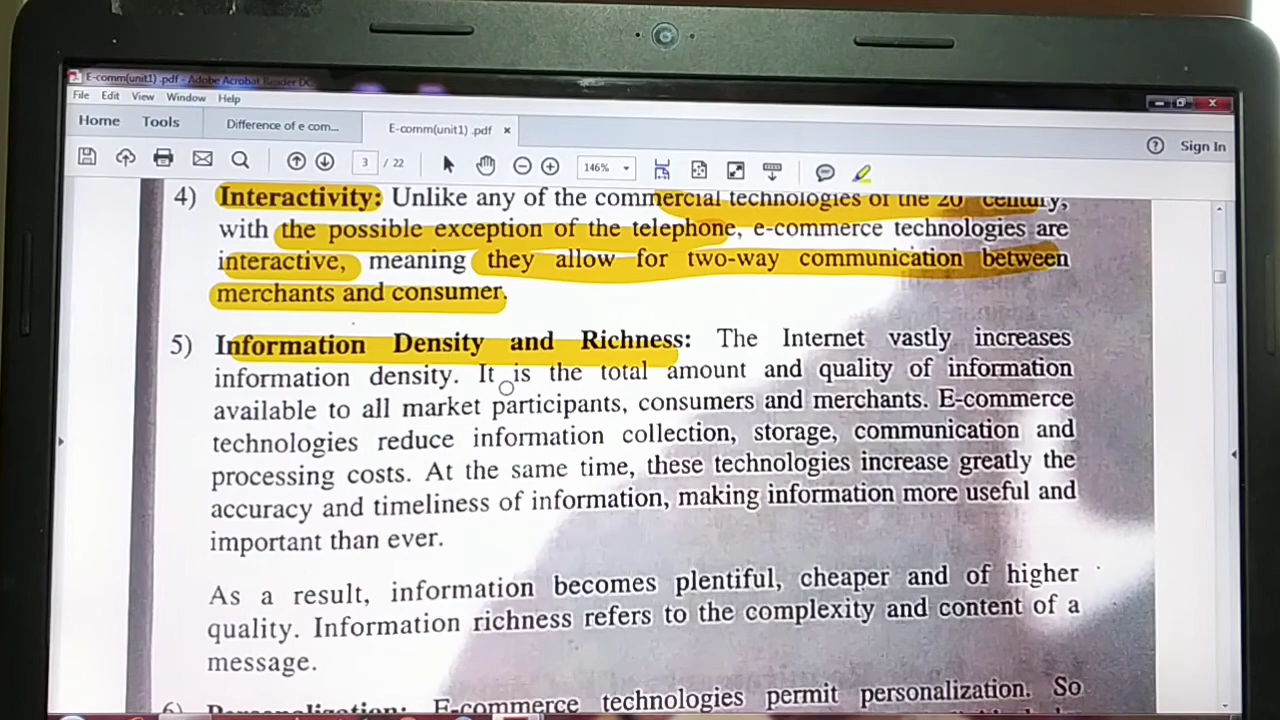 E-comm(unit1) .pdf - Adobe Acrobat Reader DC
File Edit View Window Help
Home Tools Difference of e com... E-comm(unit1) .pdf × Sign In
3 / 22 146%
4) Interactivity: Unlike any of the commercial technologies of the 20 century,
with the possible exception of the telephone, e-commerce technologies are
interactive, meaning they allow for two-way communication between
merchants and consumer.
5) Information Density and Richness: The Internet vastly increases
information density. It is the total amount and quality of information
available to all market participants, consumers and merchants. E-commerce
technologies reduce information collection, storage, communication and
processing costs. At the same time, these technologies increase greatly the
accuracy and timeliness of information, making information more useful and
important than ever.
As a result, information becomes plentiful, cheaper and of higher
quality. Information richness refers to the complexity and content of a
message.
6) Personalization: E-commerce technologies permit personalization. So